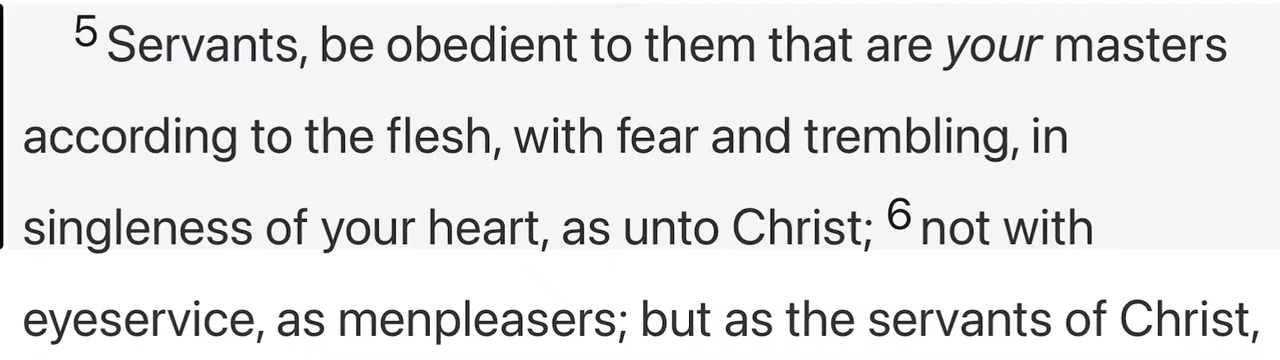 5 Servants, be obedient to them that are your masters
according to the flesh, with fear and trembling, in
singleness of your heart, as unto Christ; 6 not with
eyeservice, as menpleasers; but as the servants of Christ,